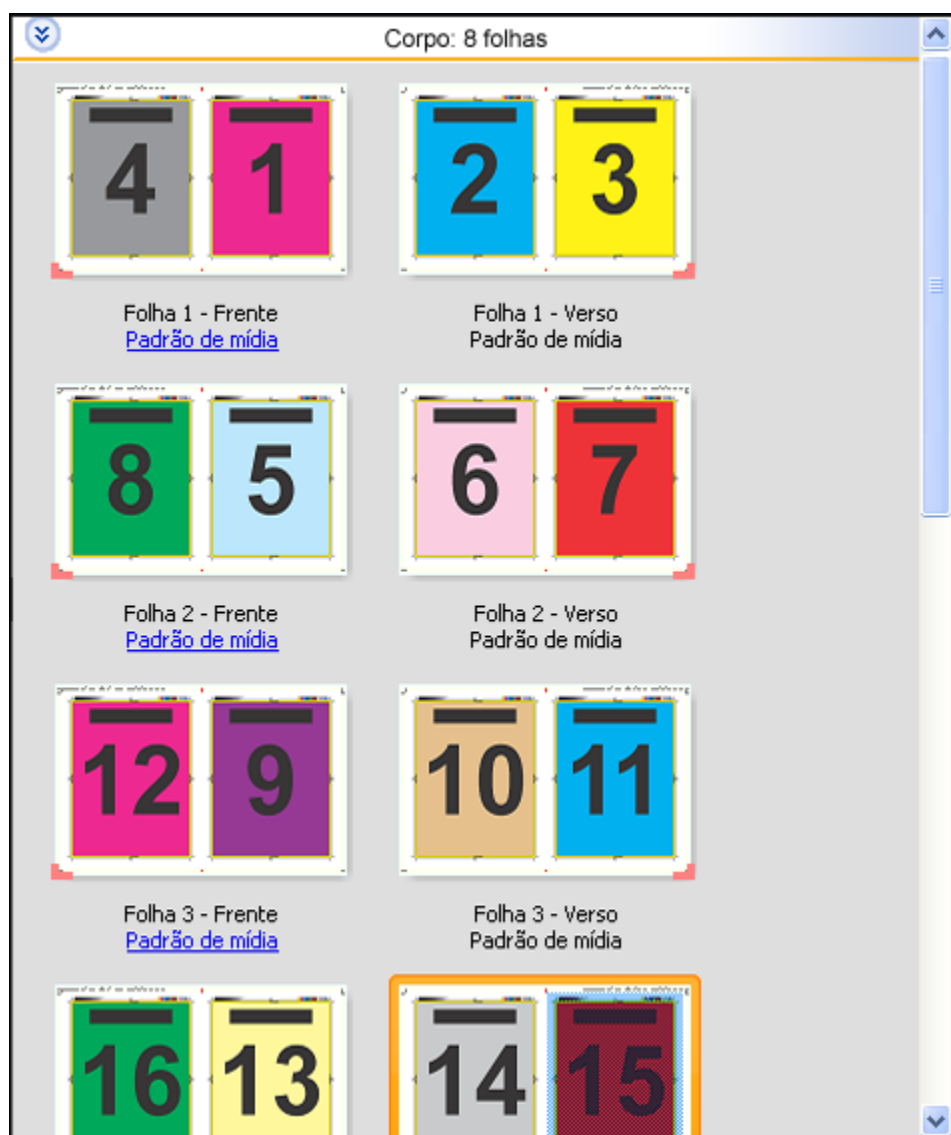 Corpo: 8 folhas
4 1 2 3
Folha 1 - Frente Folha 1 - Verso
Padrão de mídia Padrão de mídia
8 5 6 7
Folha 2 - Frente Folha 2 - Verso
Padrão de mídia Padrão de mídia
12 9 10 11
Folha 3 - Frente Folha 3 - Verso
Padrão de mídia Padrão de mídia
16 13 14 15